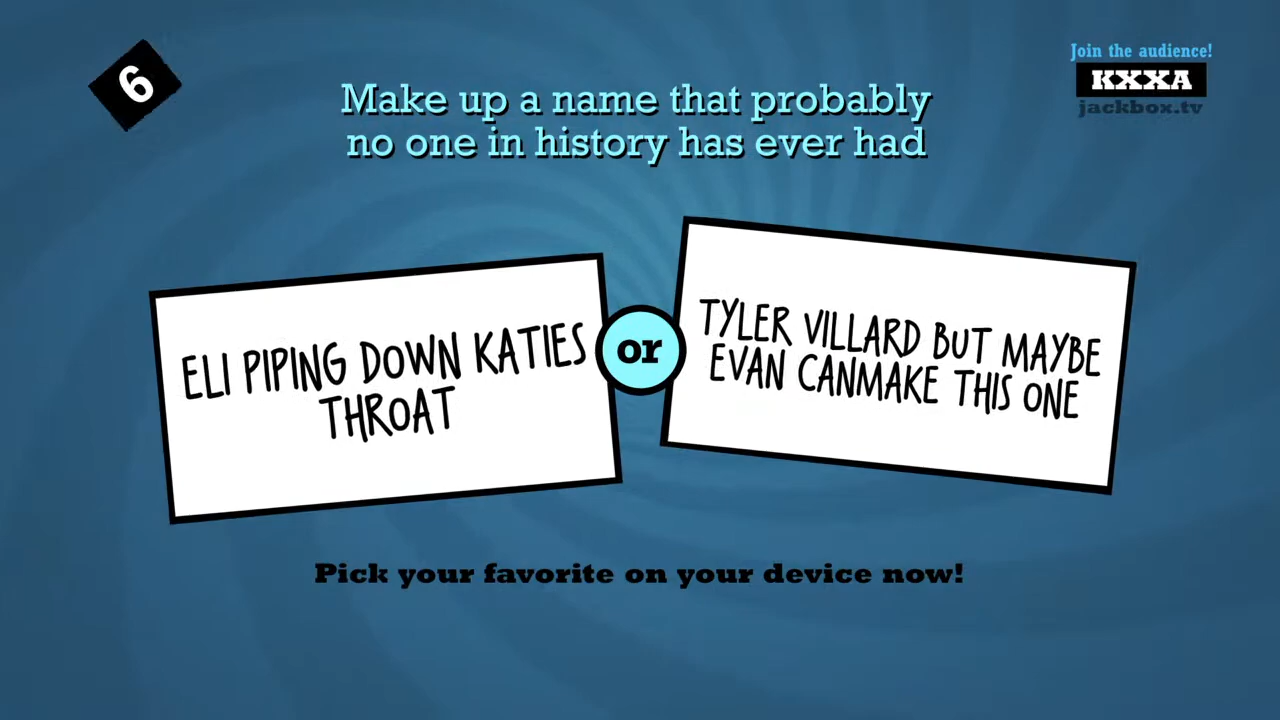 6
Join the audience!
KXXA
jackbox.tv
Make up a name that probably
no one in history has ever had
ELI PIPING DOWN KATIES
THROAT
or
TYLER VILLARD BUT MAYBE
EVAN CANMAKE THIS ONE
Pick your favorite on your device now!